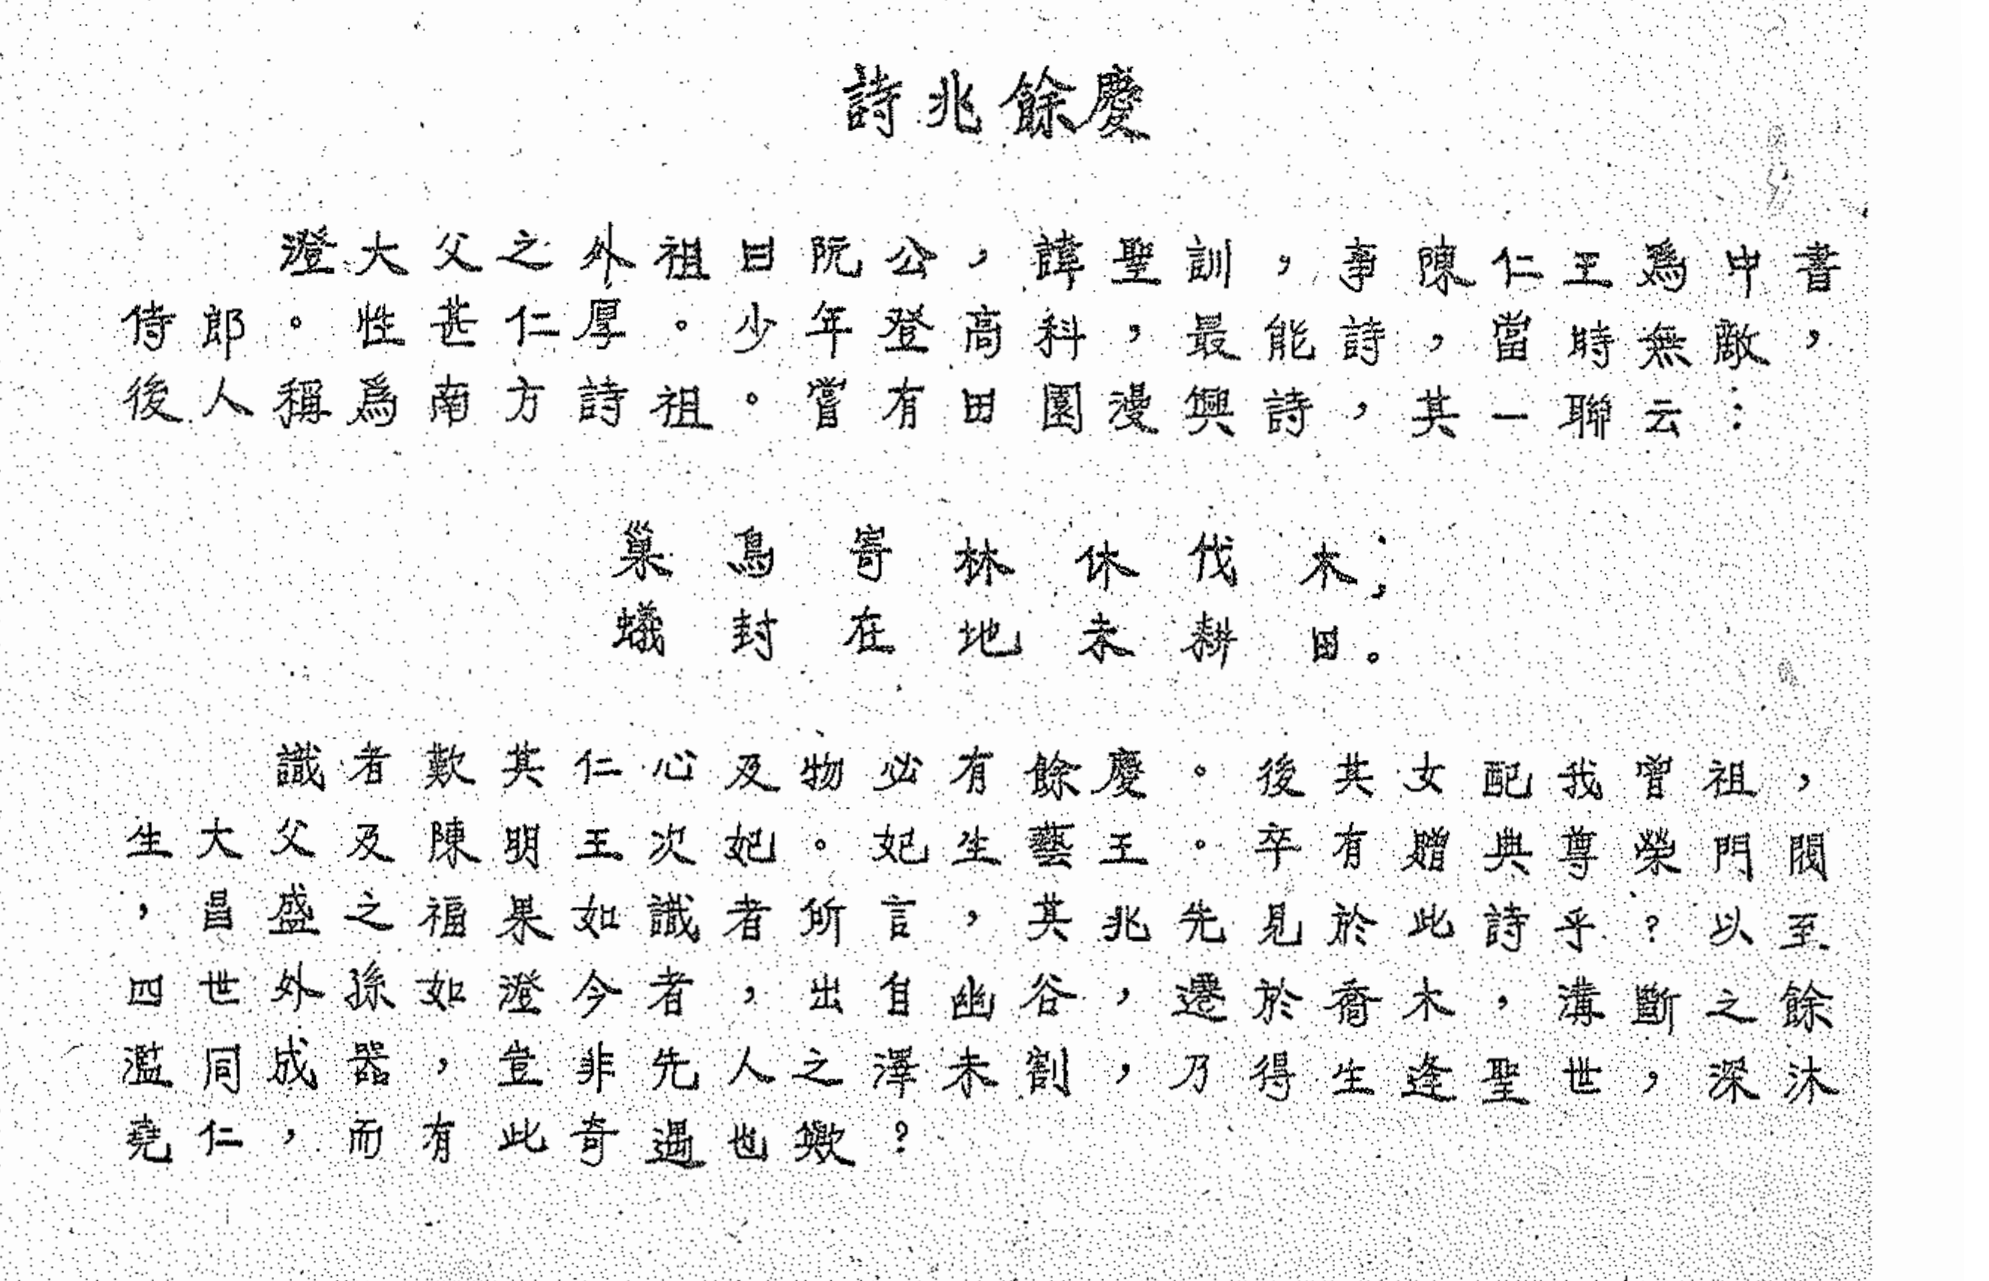 詩兆餘慶
澄大父之外祖曰阮公，諱聖訓，事陳仁王爲中書
侍郎。性甚仁厚。少年登高科，最能詩，當時無敵，
後人稱爲南方詩祖。嘗有田園漫興詩，其一聯云：
巢鳥寄林休伐木；
蟻封在地未耕田。
識者歎其仁心及物必有餘慶。後其女配我曾祖，
生大父及陳明王次妃。妃生藝王。卒有贈典尊榮門閥
，昌盛之福果如識者所言，其兆先見於此詩乎？以至
四世外孫如澄今者，出自幽谷，遷於喬木，溝斷之餘
濫同成器，豈非先人之澤未割，乃得生逢聖世，深沐
堯仁，而有此奇遇也歟？